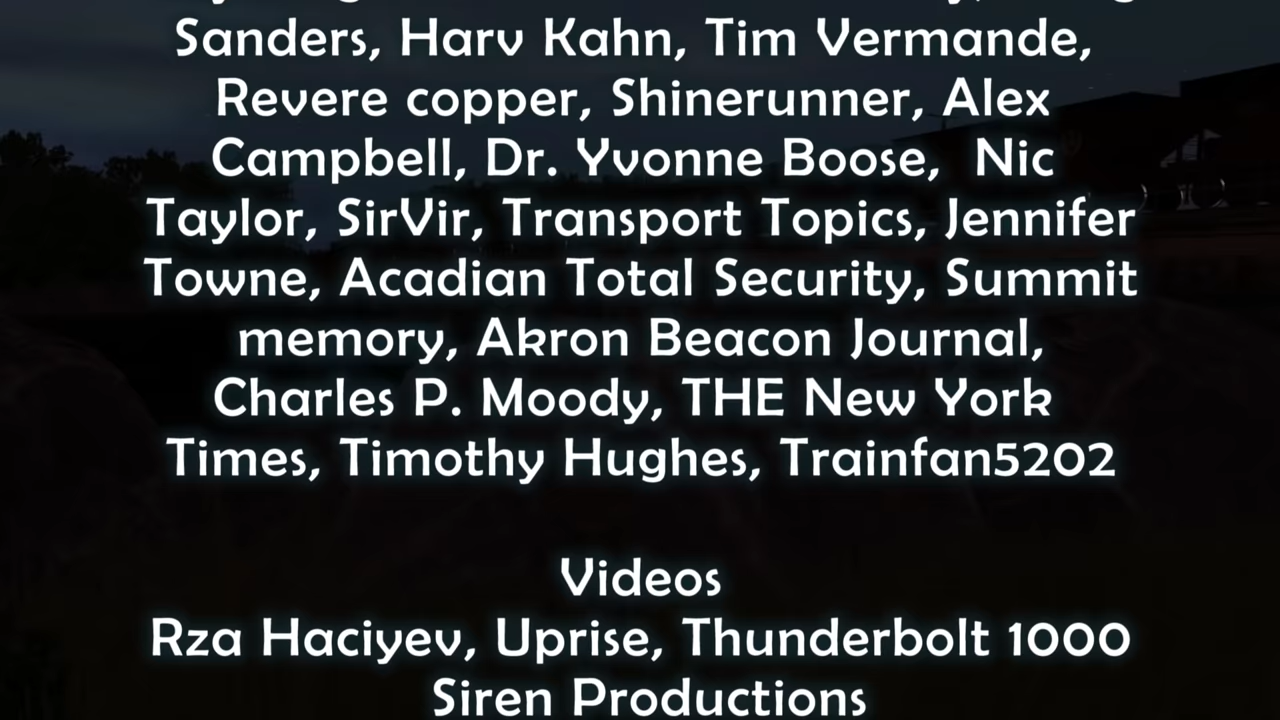 Sanders, Harv Kahn, Tim Vermande,
Revere copper, Shinerunner, Alex
Campbell, Dr. Yvonne Boose,  Nic
Taylor, SirVir, Transport Topics, Jennifer
Towne, Acadian Total Security, Summit
memory, Akron Beacon Journal,
Charles P. Moody, THE New York
Times, Timothy Hughes, Trainfan5202
Videos
Rza Haciyev, Uprise, Thunderbolt 1000
Siren Productions